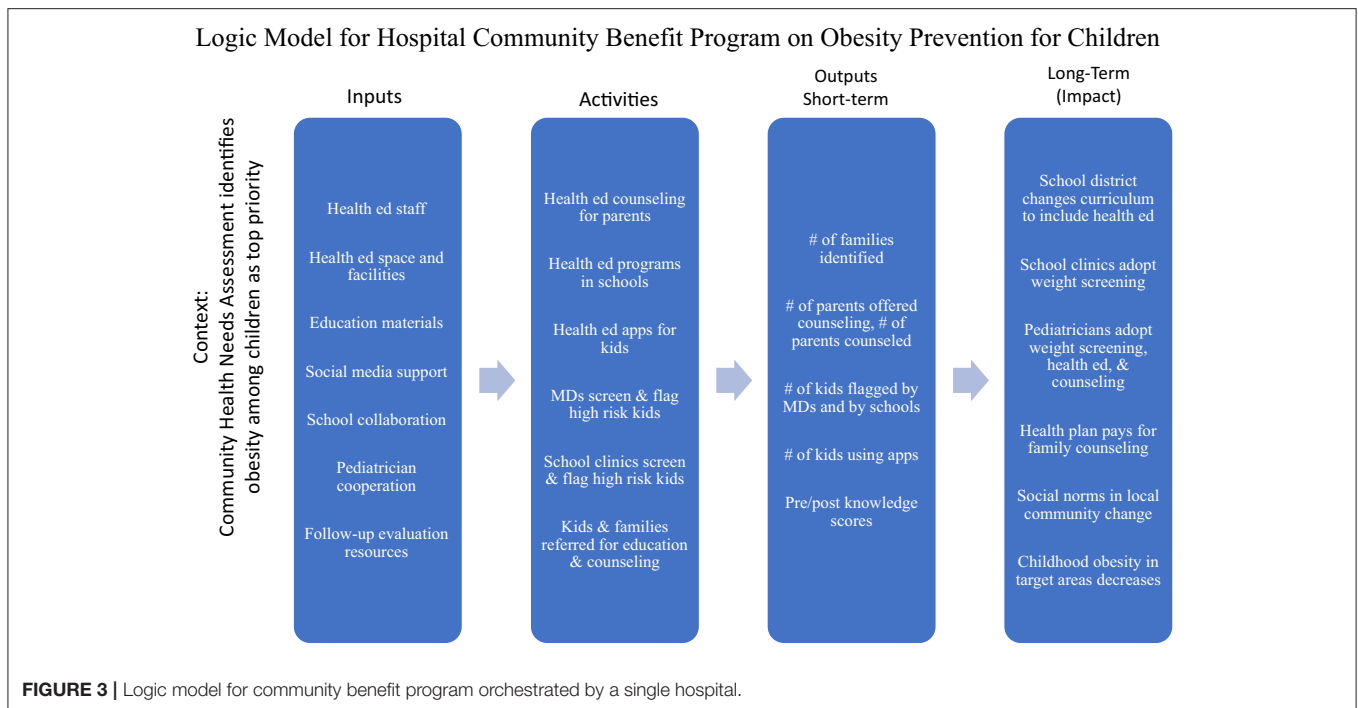 Logic Model for Hospital Community Benefit Program on Obesity Prevention for Children
Context:
Community Health Needs Assessment identifies
obesity among children as top priority
Inputs
Health ed staff
Health ed space and
facilities
Education materials
Social media support
School collaboration
Pediatrician
cooperation
Follow-up evaluation
resources
Activities
Health ed counseling
for parents
Health ed programs
in schools
Health ed apps for
kids
MDs screen & flag
high risk kids
School clinics screen
& flag high risk kids
Kids & families
referred for education
& counseling
Outputs
Short-term
# of families
identified
# of parents offered
counseling, # of
parents counseled
# of kids flagged by
MDs and by schools
# of kids using apps
Pre/post knowledge
scores
Long-Term
(Impact)
School district
changes curriculum
to include health ed
School clinics adopt
weight screening
Pediatricians adopt
weight screening,
health ed, &
counseling
Health plan pays for
family counseling
Social norms in local
community change
Childhood obesity in
target areas decreases
FIGURE 3 | Logic model for community benefit program orchestrated by a single hospital.